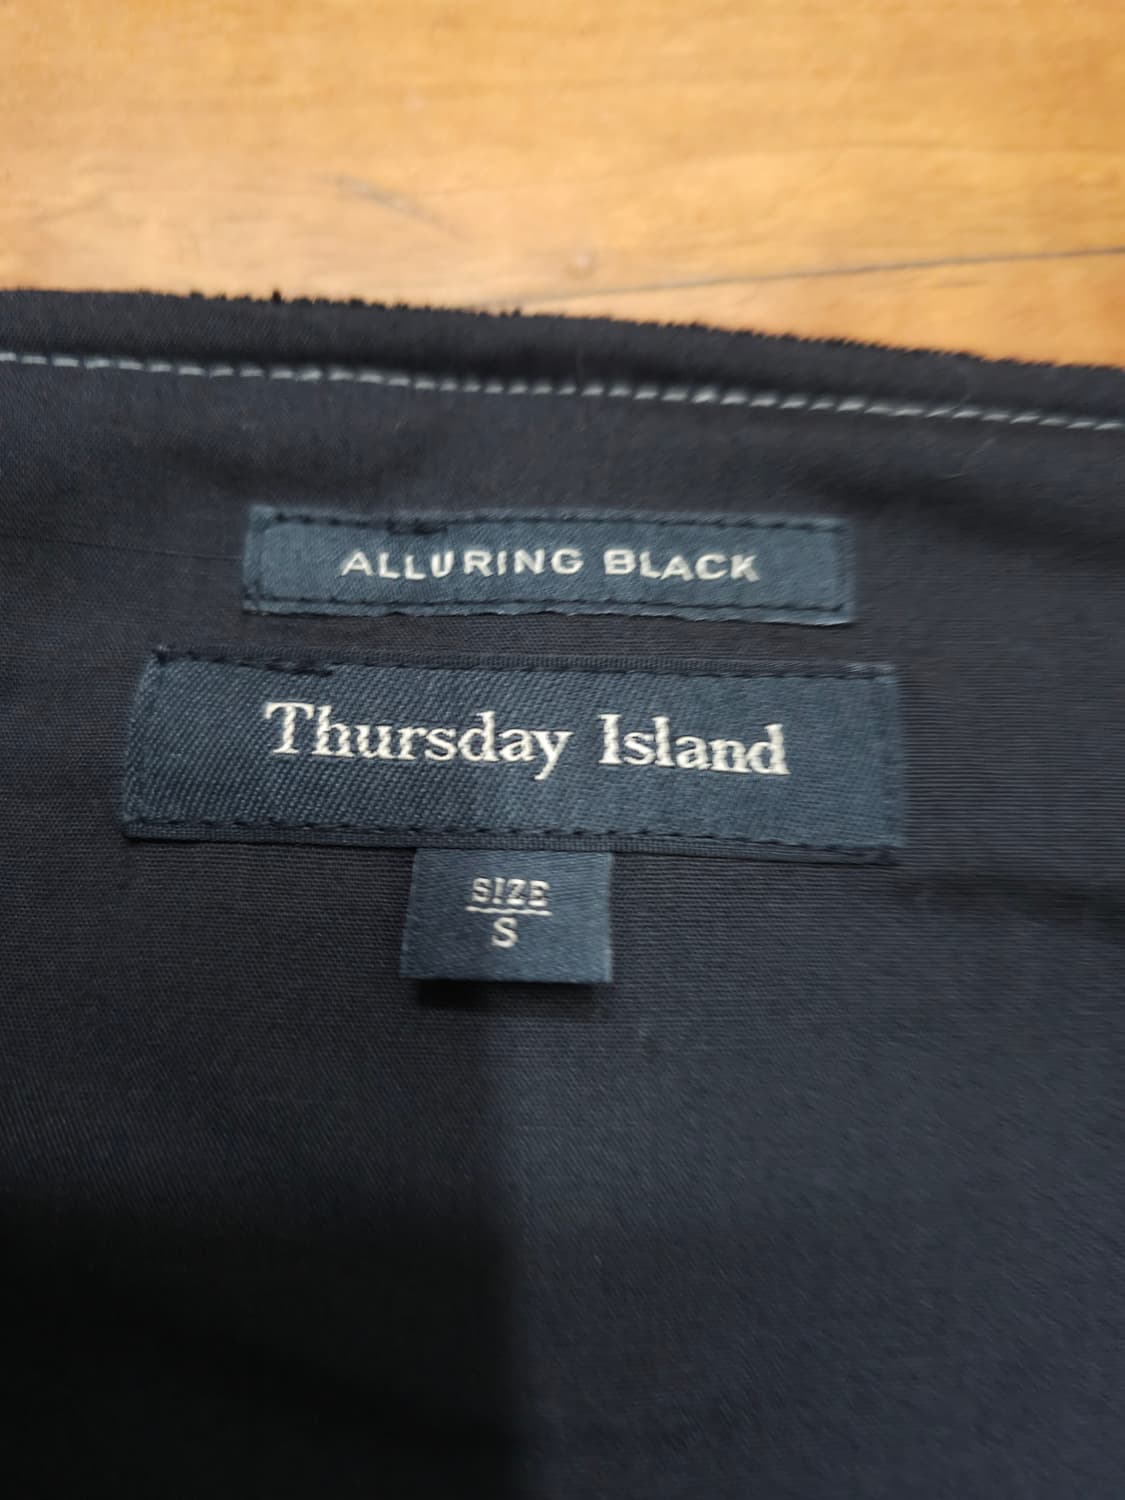 ALLURING BLACK
Thursday Island
SIZE
S